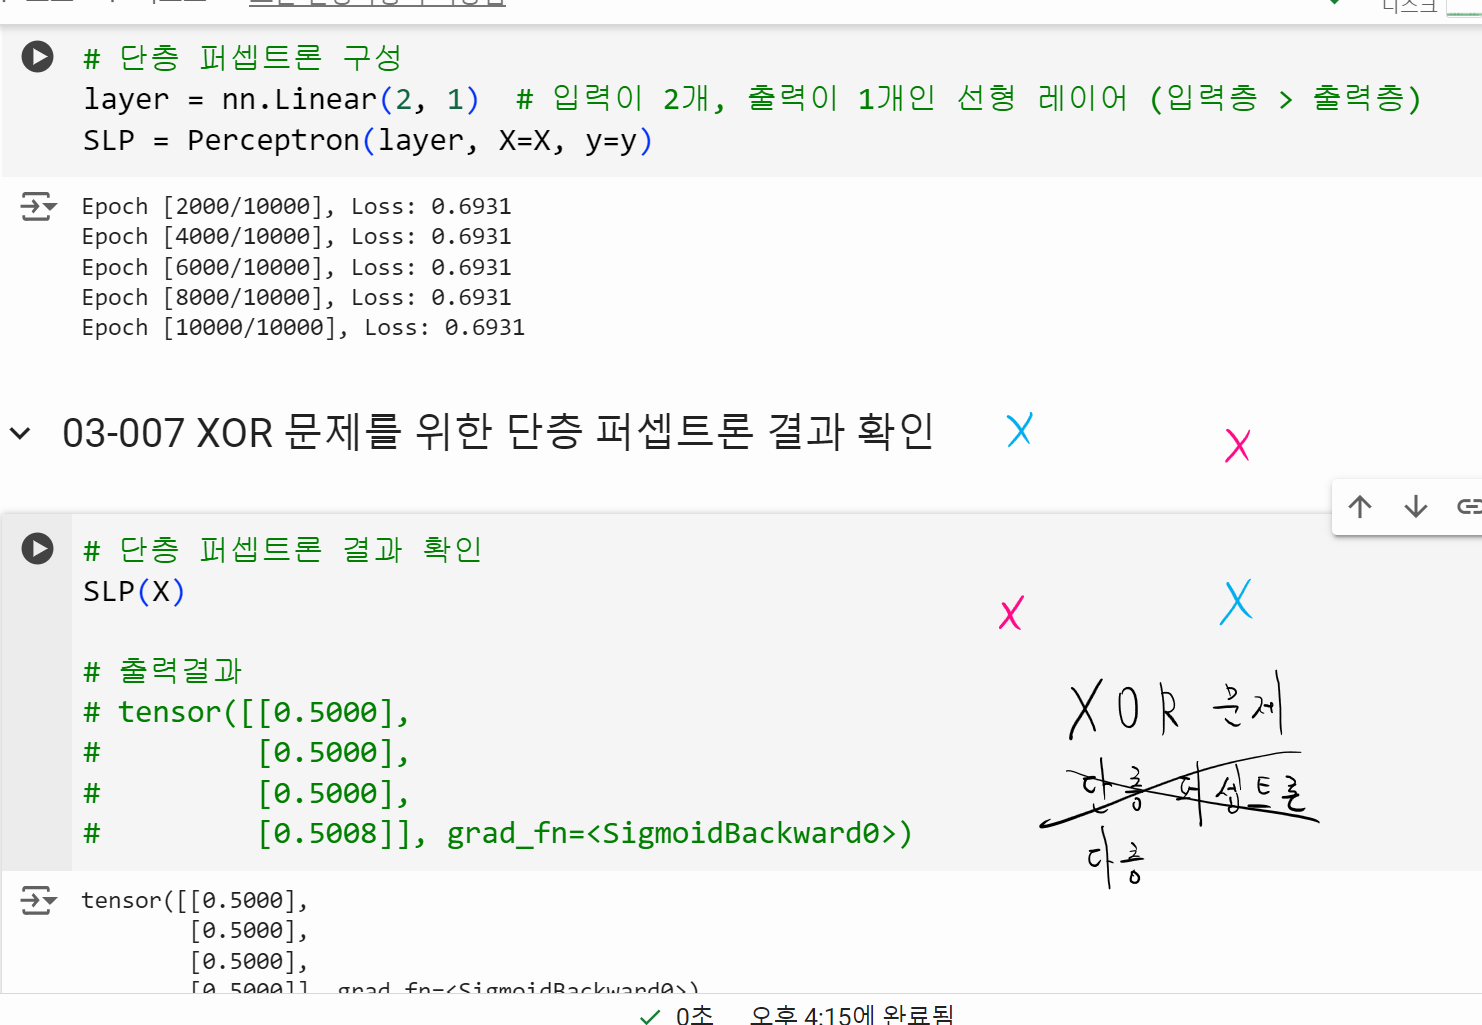 디스크
# 단층 퍼셉트론 구성
layer = nn.Linear(2, 1)  # 입력이 2개, 출력이 1개인 선형 레이어 (입력층 > 출력층)
SLP = Perceptron(layer, X=X, y=y)
Epoch [2000/10000], Loss: 0.6931
Epoch [4000/10000], Loss: 0.6931
Epoch [6000/10000], Loss: 0.6931
Epoch [8000/10000], Loss: 0.6931
Epoch [10000/10000], Loss: 0.6931
03-007 XOR 문제를 위한 단층 퍼셉트론 결과 확인
X
X
# 단층 퍼셉트론 결과 확인
SLP(X)
X
X
# 출력결과
# tensor([[0.5000],
#         [0.5000],
#         [0.5000],
#         [0.5008]], grad_fn=<SigmoidBackward0>)
XOR 문제
단층 퍼셉트론
다층
tensor([[0.5000],
        [0.5000],
        [0.5000],
        [0.5000]], grad_fn=<SigmoidBackward0>)
0초 오후 4:15에 완료됨